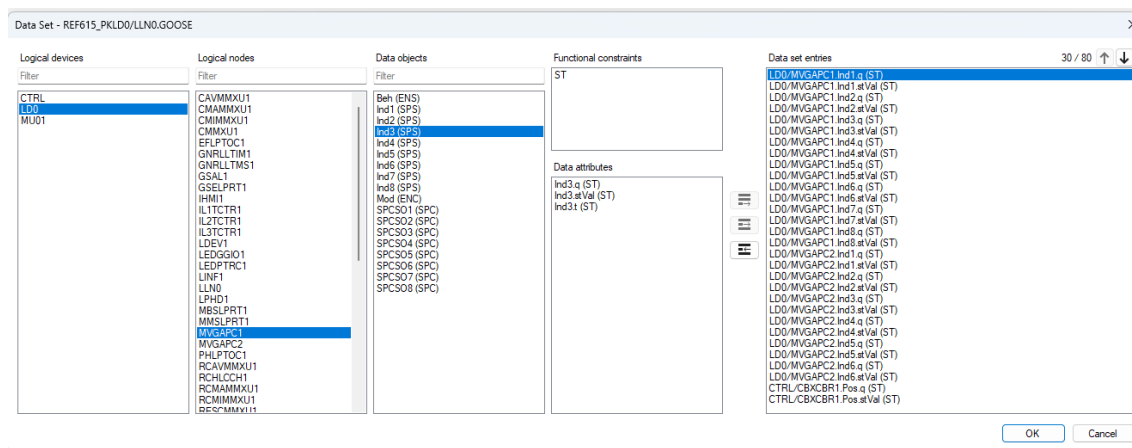 Data Set - REF615_PKLD0/LLN0.GOOSE
Logical devices
Filter
CTRL
LD0
MU01
Logical nodes
Filter
CAVMMXU1
CMAMMXU1
CMIMMXU1
CMMXU1
EFLPTOC1
GNRLLTIM1
GNRLLTMS1
GSAL1
GSELPRT1
IHMI1
IL1TCTR1
IL2TCTR1
IL3TCTR1
LDEV1
LEDGGIO1
LEDPTRC1
LINF1
LLN0
LPHD1
MBSLPRT1
MMSLPRT1
MVGAPC1
MVGAPC2
PHLPTOC1
RCAVMMXU1
RCHLCCH1
RCMAMMXU1
RCMIMMXU1
RESCMMXU1
Data objects
Filter
Beh (ENS)
Ind1 (SPS)
Ind2 (SPS)
Ind3 (SPS)
Ind4 (SPS)
Ind5 (SPS)
Ind6 (SPS)
Ind7 (SPS)
Ind8 (SPS)
Mod (ENC)
SPCSO1 (SPC)
SPCSO2 (SPC)
SPCSO3 (SPC)
SPCSO4 (SPC)
SPCSO5 (SPC)
SPCSO6 (SPC)
SPCSO7 (SPC)
SPCSO8 (SPC)
Functional constraints
ST
Data attributes
Ind3.q (ST)
Ind3.stVal (ST)
Ind3.t (ST)
Data set entries 30 / 80
LD0/MVGAPC1.Ind1.q (ST)
LD0/MVGAPC1.Ind1.stVal (ST)
LD0/MVGAPC1.Ind2.q (ST)
LD0/MVGAPC1.Ind2.stVal (ST)
LD0/MVGAPC1.Ind3.q (ST)
LD0/MVGAPC1.Ind3.stVal (ST)
LD0/MVGAPC1.Ind4.q (ST)
LD0/MVGAPC1.Ind4.stVal (ST)
LD0/MVGAPC1.Ind5.q (ST)
LD0/MVGAPC1.Ind5.stVal (ST)
LD0/MVGAPC1.Ind6.q (ST)
LD0/MVGAPC1.Ind6.stVal (ST)
LD0/MVGAPC1.Ind7.q (ST)
LD0/MVGAPC1.Ind7.stVal (ST)
LD0/MVGAPC1.Ind8.q (ST)
LD0/MVGAPC1.Ind8.stVal (ST)
LD0/MVGAPC2.Ind1.q (ST)
LD0/MVGAPC2.Ind1.stVal (ST)
LD0/MVGAPC2.Ind2.q (ST)
LD0/MVGAPC2.Ind2.stVal (ST)
LD0/MVGAPC2.Ind3.q (ST)
LD0/MVGAPC2.Ind3.stVal (ST)
LD0/MVGAPC2.Ind4.q (ST)
LD0/MVGAPC2.Ind4.stVal (ST)
LD0/MVGAPC2.Ind5.q (ST)
LD0/MVGAPC2.Ind5.stVal (ST)
LD0/MVGAPC2.Ind6.q (ST)
LD0/MVGAPC2.Ind6.stVal (ST)
CTRL/CBXCBR1.Pos.q (ST)
CTRL/CBXCBR1.Pos.stVal (ST)
OK Cancel